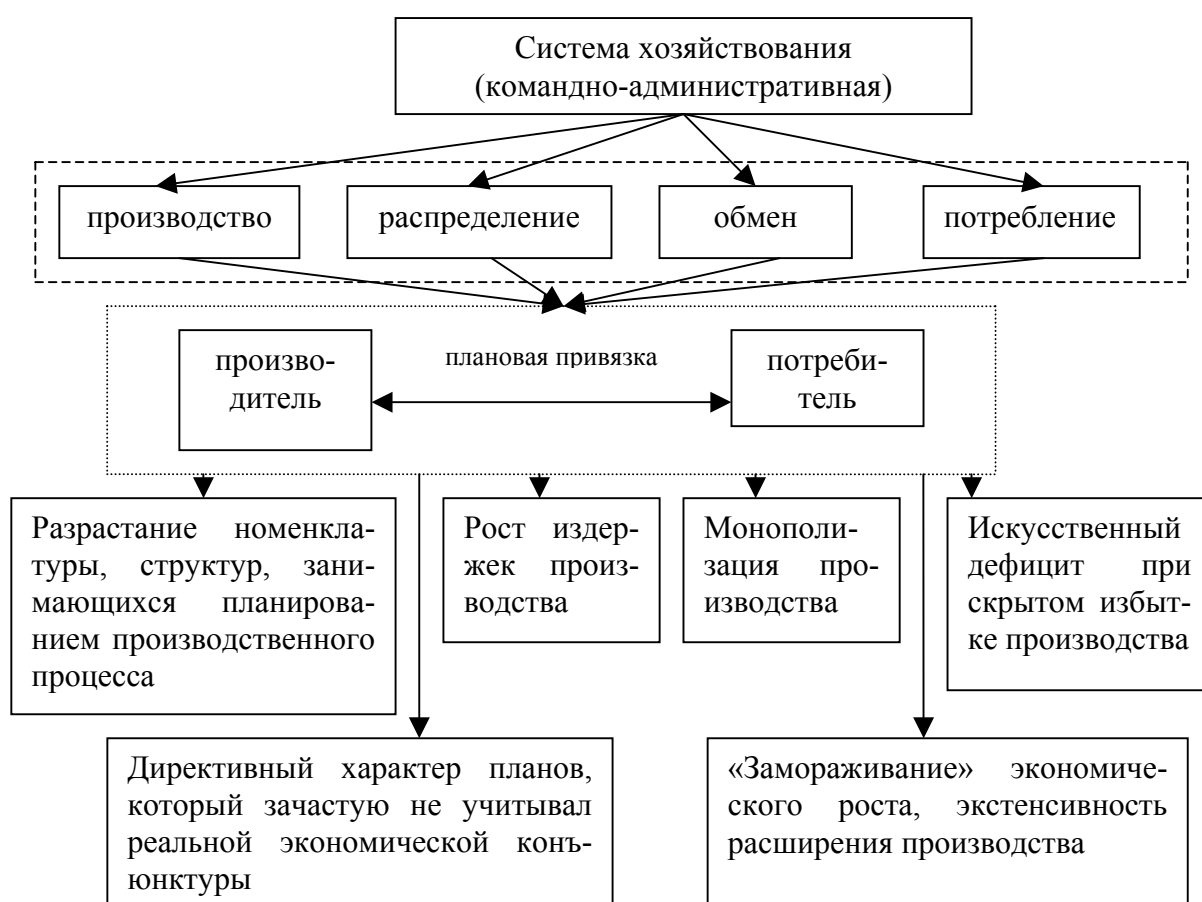 Система хозяйствования
(командно-административная)
производство
распределение
обмен
потребление
произво-
дитель
плановая привязка
потреби-
тель
Разрастание номенкла-
туры, структур, зани-
мающихся планирова-
нием производственного
процесса
Рост издер-
жек произ-
водства
Монополи-
зация про-
изводства
Искусственный
дефицит при
скрытом избыт-
ке производства
Директивный характер планов,
который зачастую не учитывал
реальной экономической конъ-
юнктуры
«Замораживание» экономиче-
ского роста, экстенсивность
расширения производства